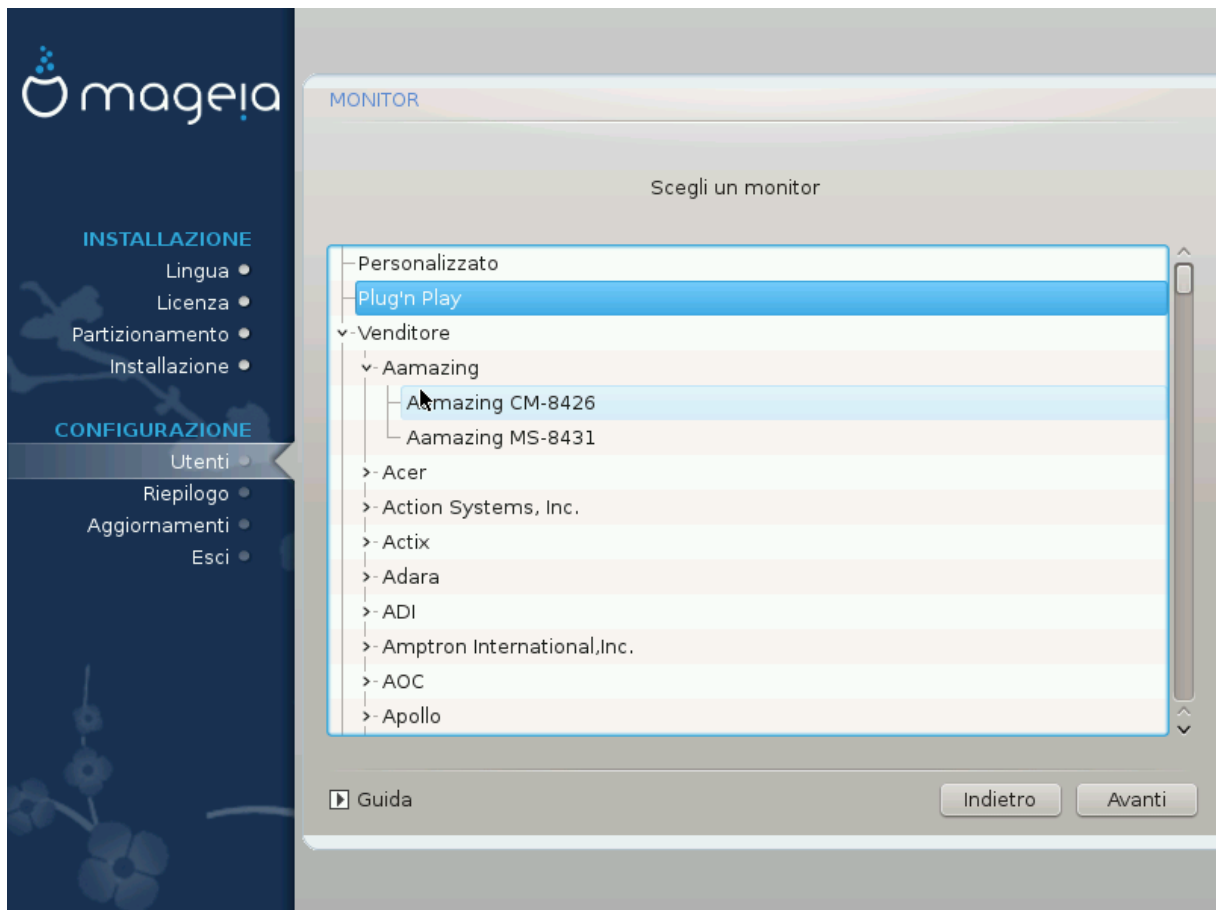 mageia
INSTALLAZIONE
Lingua
Licenza
Partizionamento
Installazione
CONFIGURAZIONE
Utenti
Riepilogo
Aggiornamenti
Esci
MONITOR
Scegli un monitor
Personalizzato
Plug'n Play
Venditore
Aamazing
Aamazing CM-8426
Aamazing MS-8431
Acer
Action Systems, Inc.
Actix
Adara
ADI
Amptron International,Inc.
AOC
Apollo
Guida
Indietro
Avanti